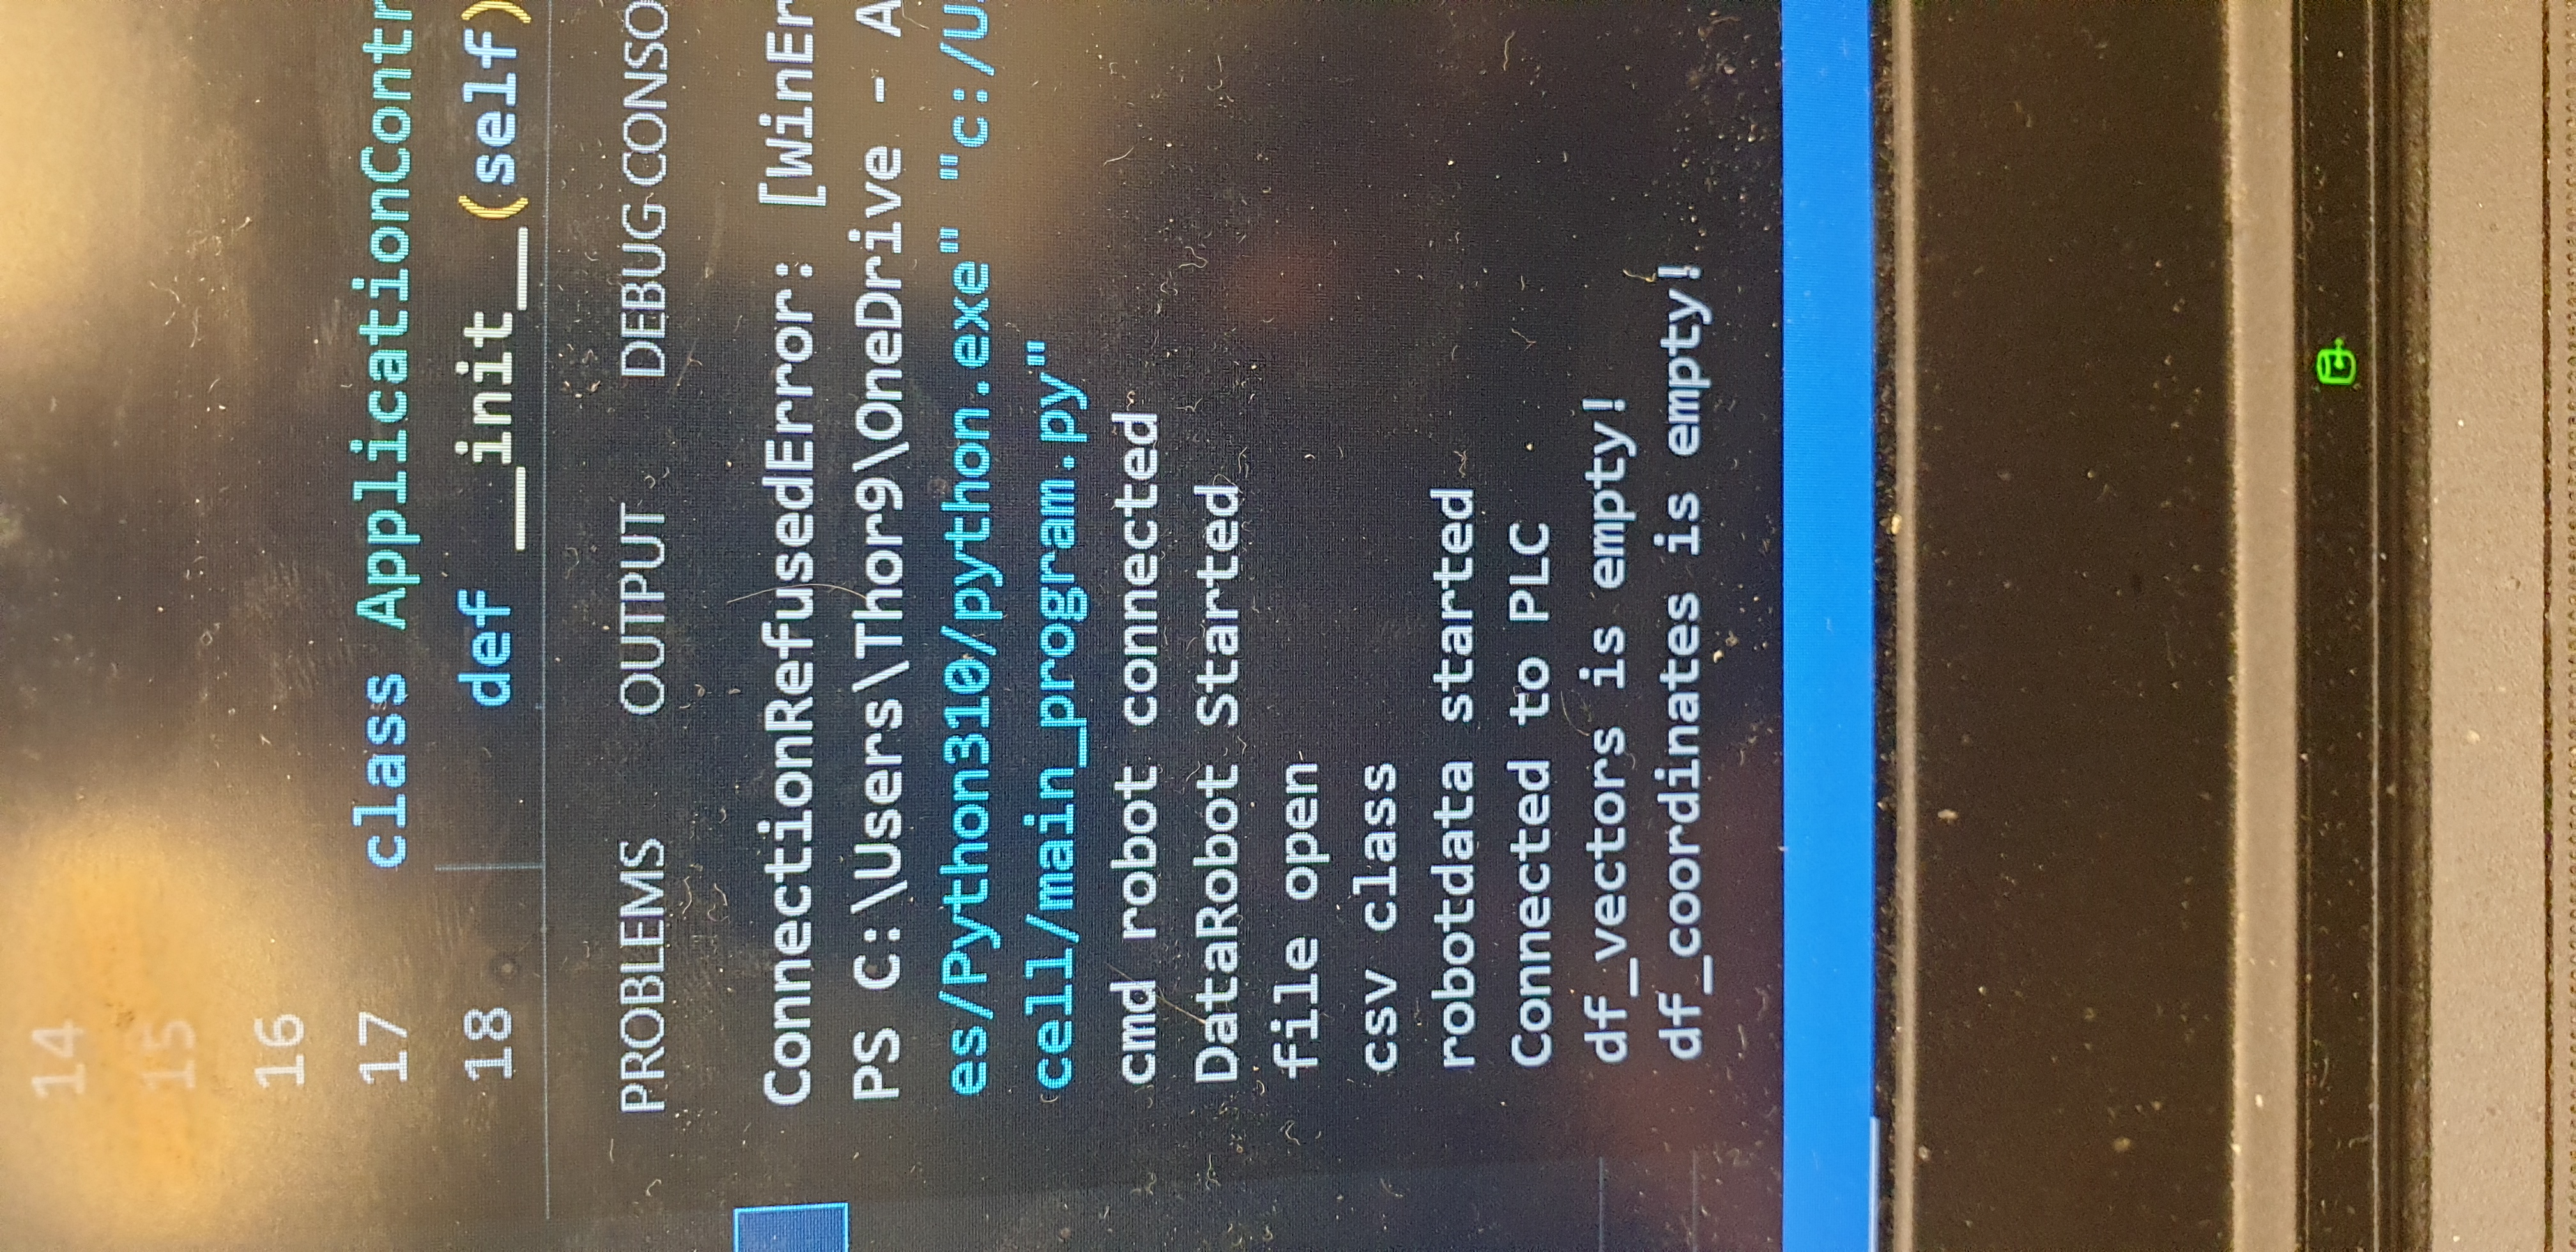 14
15
16
17 class ApplicationContr
18 def __init__(self)
PROBLEMS OUTPUT DEBUG CONSO
ConnectionRefusedError: [WinEr
PS C:\Users\Thor9\OneDrive - A
es/Python310/python.exe" "c:/U
cell/main_program.py"
cmd robot connected
DataRobot Started
file open
csv class
robotdata started
Connected to PLC
df_vectors is empty!
df_coordinates is empty!